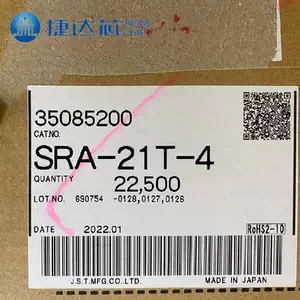 捷达芯
35085200
CAT.NO.
SRA-21T-4
QUANTITY
22,500
LOT.NO. 690754 -0128,0127,0126
DATE 2022.01 RoHS2-10
J.S.T.MFG.CO.,LTD. MADE IN JAPAN